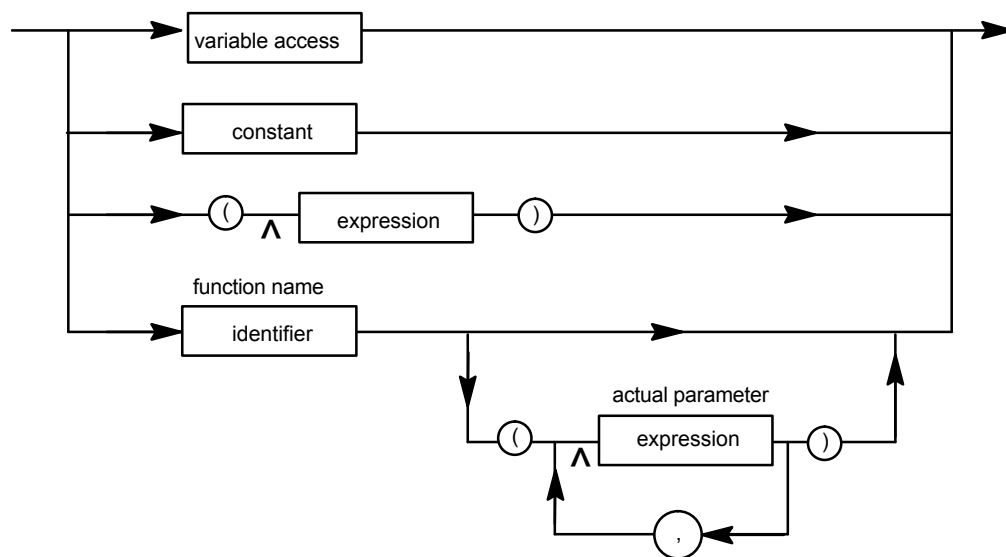 variable access
constant
( ^ expression )
function name
identifier
actual parameter
( ^ expression )
,